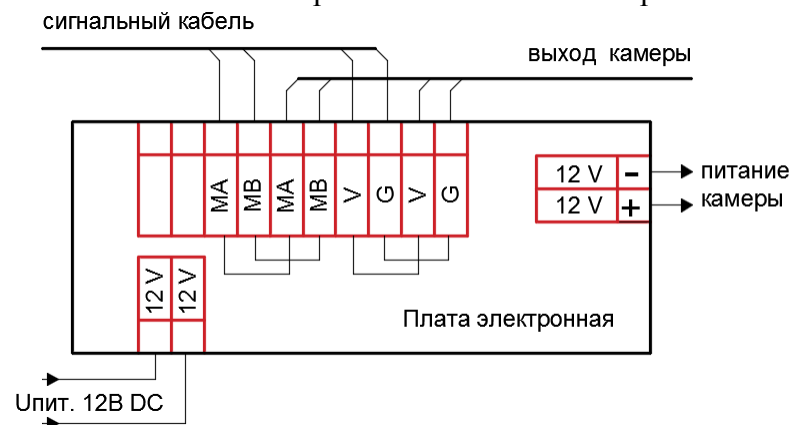 сигнальный кабель
выход камеры
MA MB MA MB V G V G
12 V - питание
12 V + камеры
12 V 12 V
Плата электронная
Uпит. 12В DC